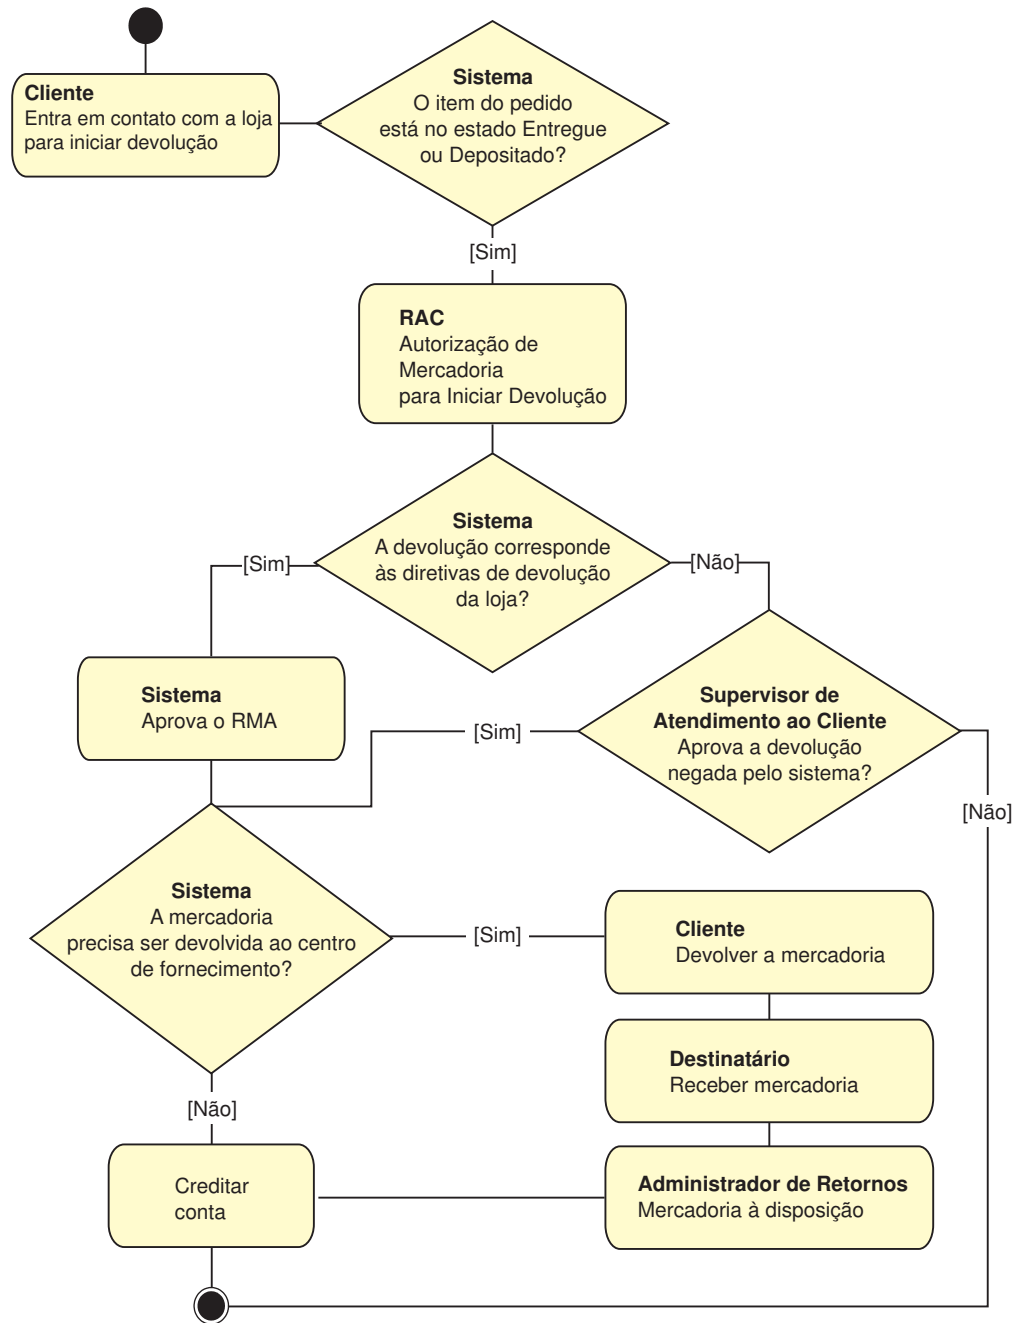 Cliente
Entra em contato com a loja
para iniciar devolução
Sistema
O item do pedido
está no estado Entregue
ou Depositado?
[Sim]
RAC
Autorização de
Mercadoria
para Iniciar Devolução
Sistema
A devolução corresponde
às diretivas de devolução
da loja?
[Sim]
[Não]
Sistema
Aprova o RMA
Supervisor de
Atendimento ao Cliente
Aprova a devolução
negada pelo sistema?
[Sim]
[Não]
Sistema
A mercadoria
precisa ser devolvida ao centro
de fornecimento?
[Sim]
Cliente
Devolver a mercadoria
Destinatário
Receber mercadoria
[Não]
Creditar
conta
Administrador de Retornos
Mercadoria à disposição